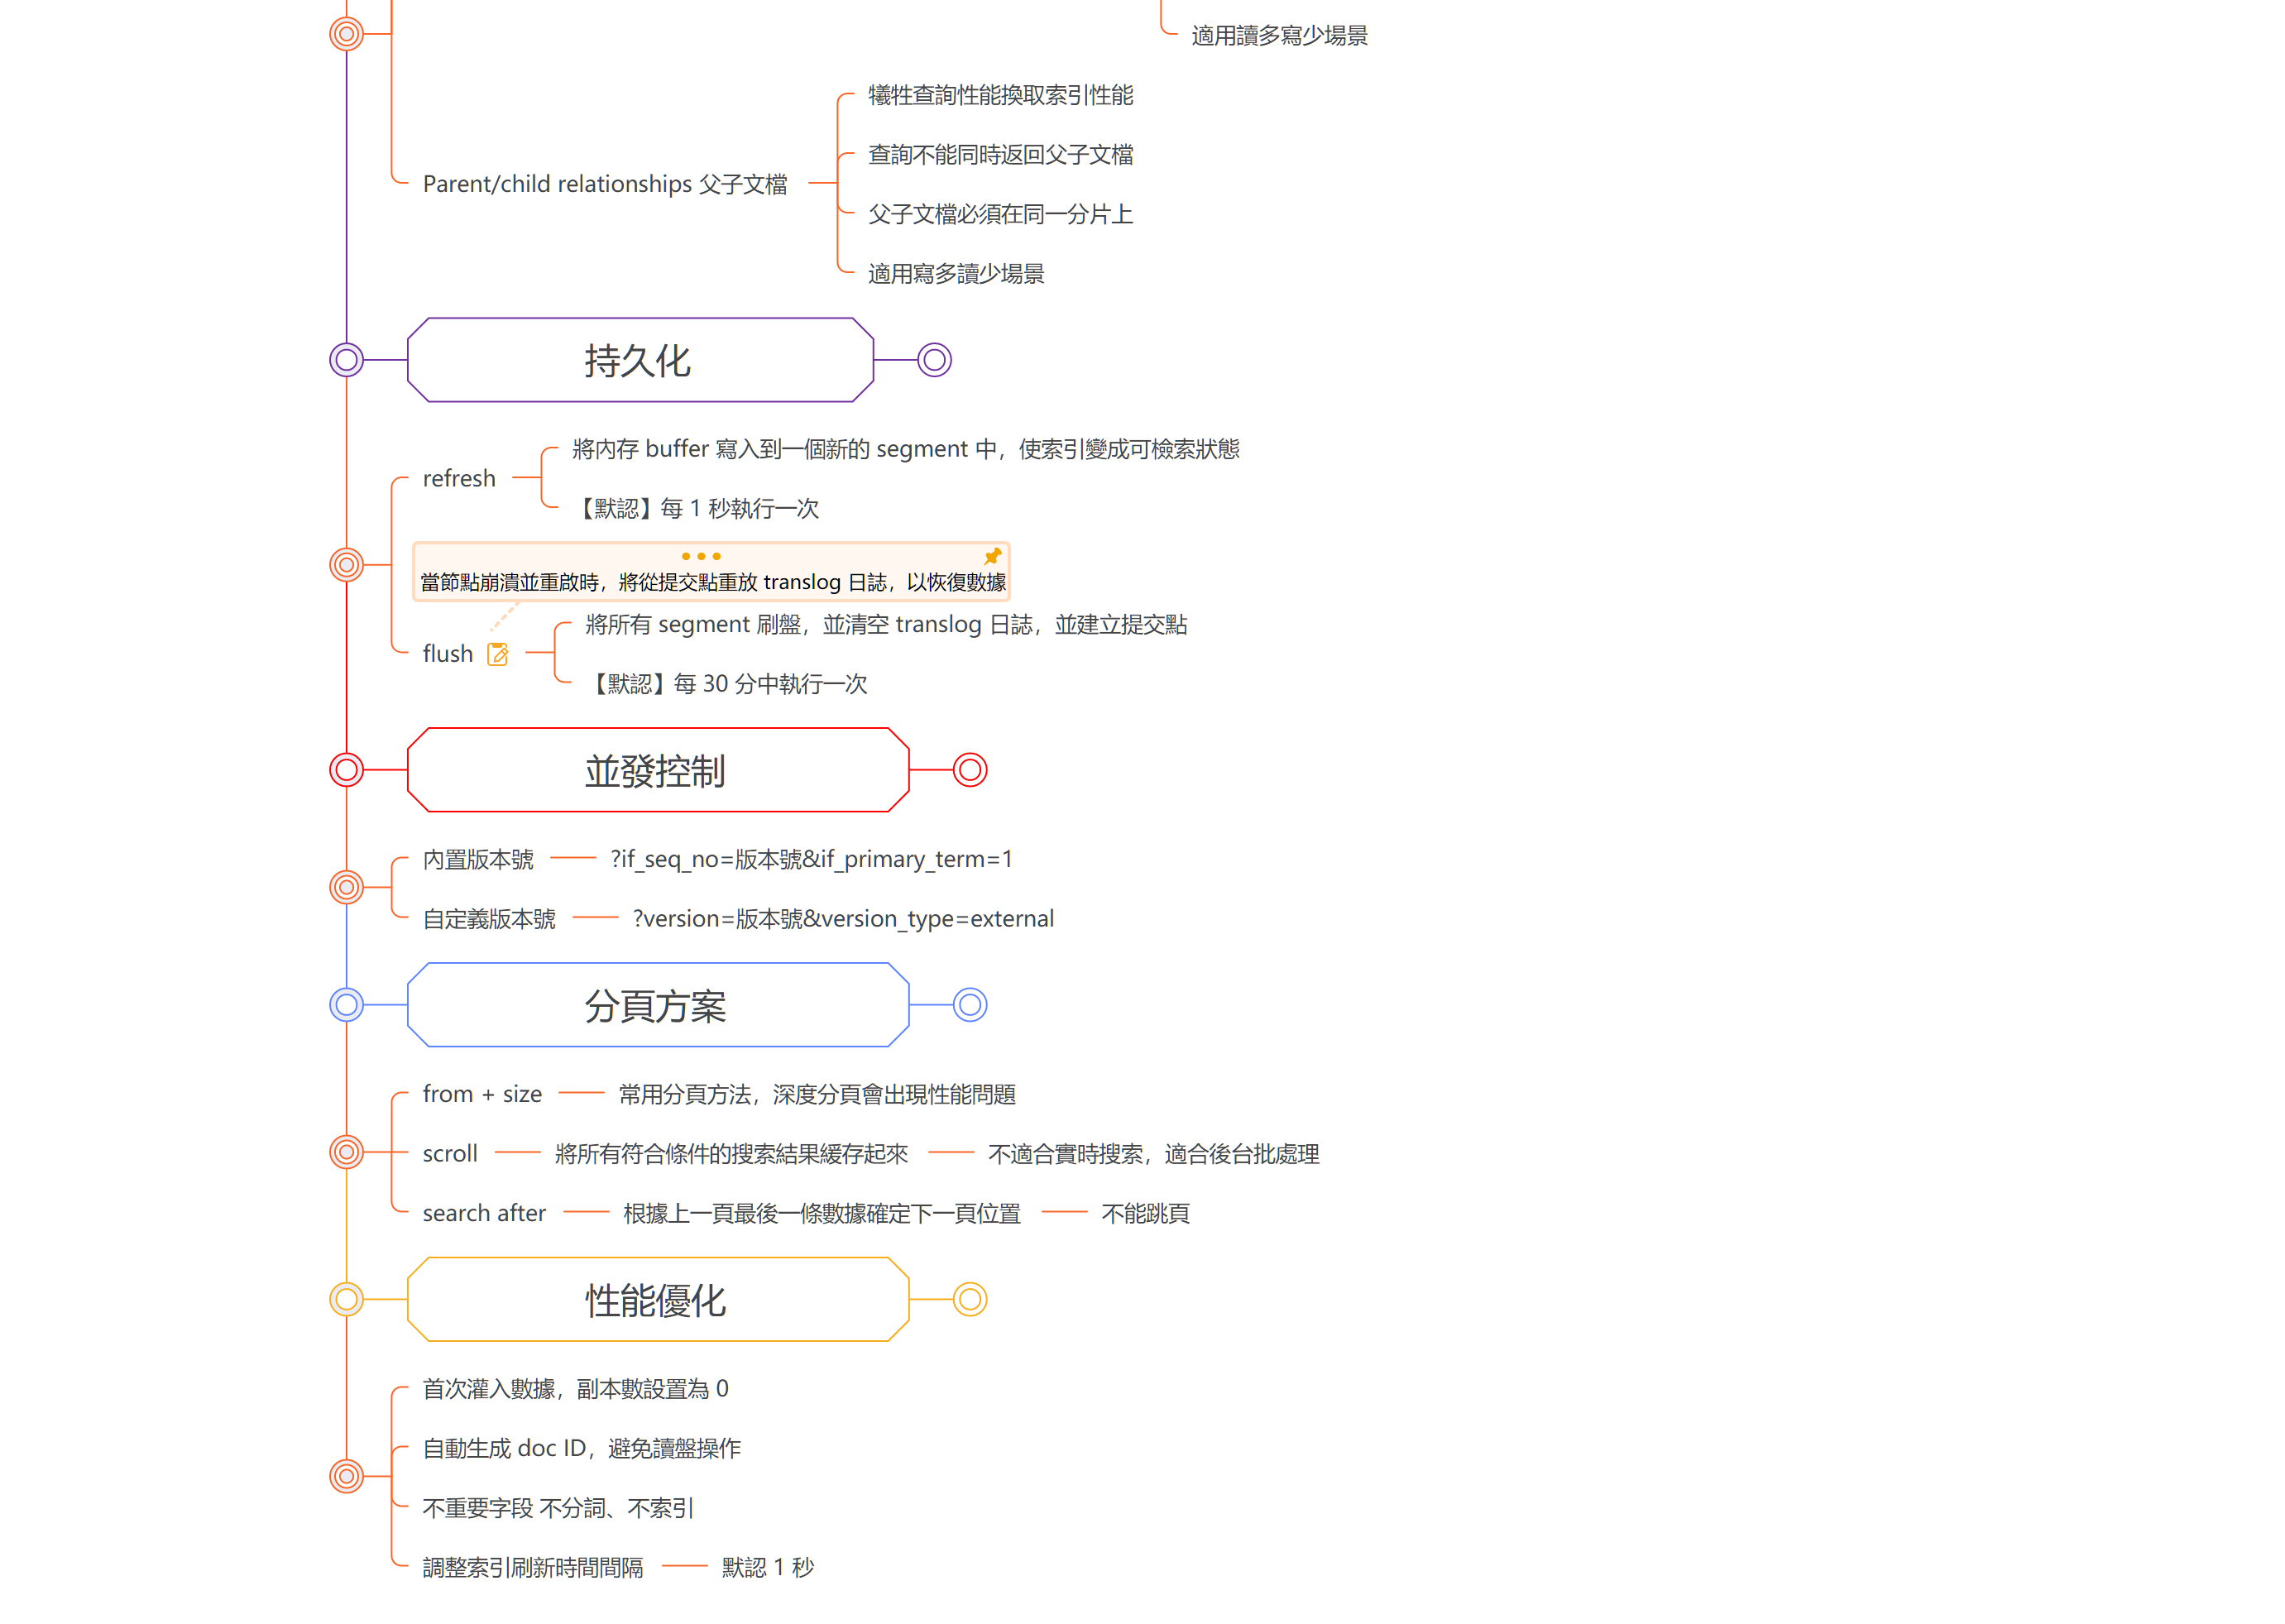 適用讀多寫少場景
犧牲查詢性能換取索引性能
查詢不能同時返回父子文檔
Parent/child relationships 父子文檔
父子文檔必須在同一分片上
適用寫多讀少場景
持久化
將內存 buffer 寫入到一個新的 segment 中，使索引變成可檢索狀態
refresh
【默認】每 1 秒執行一次
當節點崩潰並重啟時，將從提交點重放 translog 日誌，以恢復數據
將所有 segment 刷盤，並清空 translog 日誌，並建立提交點
flush
【默認】每 30 分中執行一次
並發控制
內置版本號 ?if_seq_no=版本號&if_primary_term=1
自定義版本號 ?version=版本號&version_type=external
分頁方案
from + size 常用分頁方法，深度分頁會出現性能問題
scroll 將所有符合條件的搜索結果緩存起來 不適合實時搜索，適合後台批處理
search after 根據上一頁最後一條數據確定下一頁位置 不能跳頁
性能優化
首次灌入數據，副本數設置為 0
自動生成 doc ID，避免讀盤操作
不重要字段 不分詞、不索引
調整索引刷新時間間隔 默認 1 秒